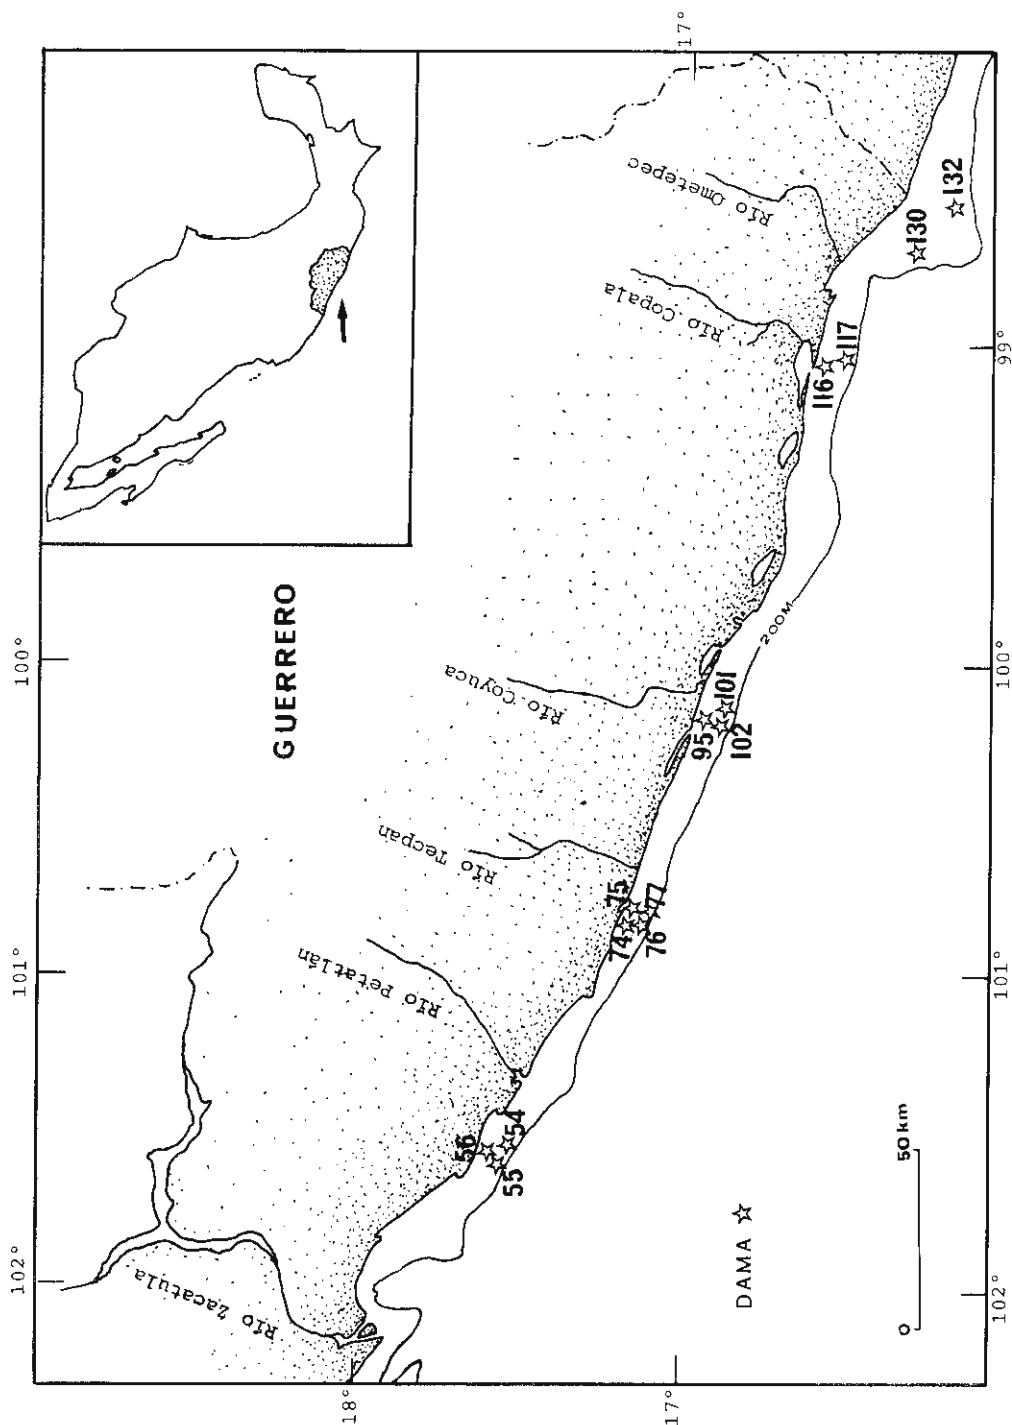 102°
101°
100°
17°
GUERRERO
Río Zacatula
Río Petatlán
Río Tecpan
Río Coyuca
Río Copala
Río Ometepec
18°
56
54
55
74
75
76
77
95
101
102
200M
116
117
130
132
DAMA ☆
0 50km
17°
102°
101°
100°
99°